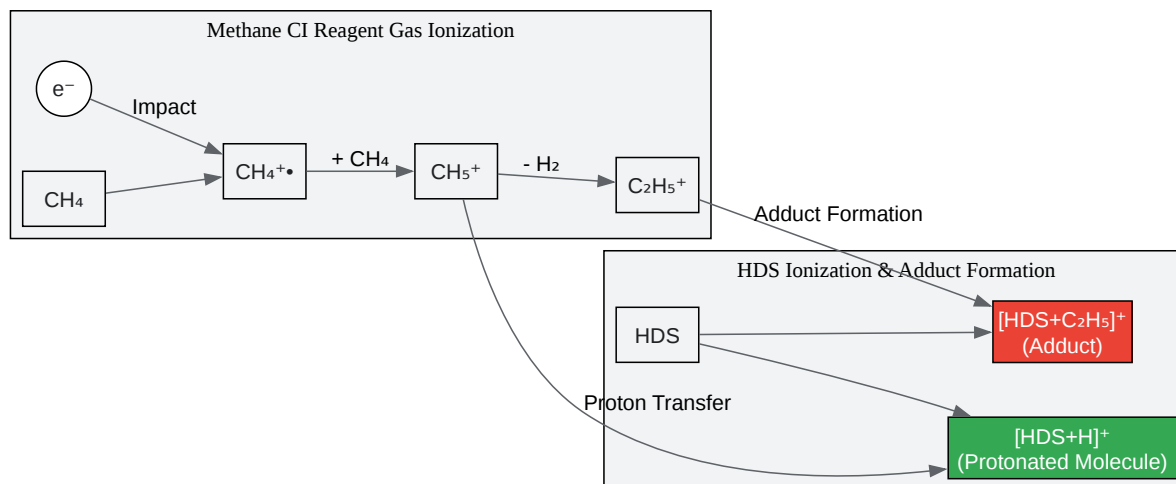 Methane CI Reagent Gas Ionization
e⁻
Impact
CH₄
CH₄⁺•
+ CH₄
CH₅⁺
- H₂
C₂H₅⁺
Adduct Formation
HDS Ionization & Adduct Formation
HDS
[HDS+C₂H₅]⁺
(Adduct)
Proton Transfer
[HDS+H]⁺
(Protonated Molecule)